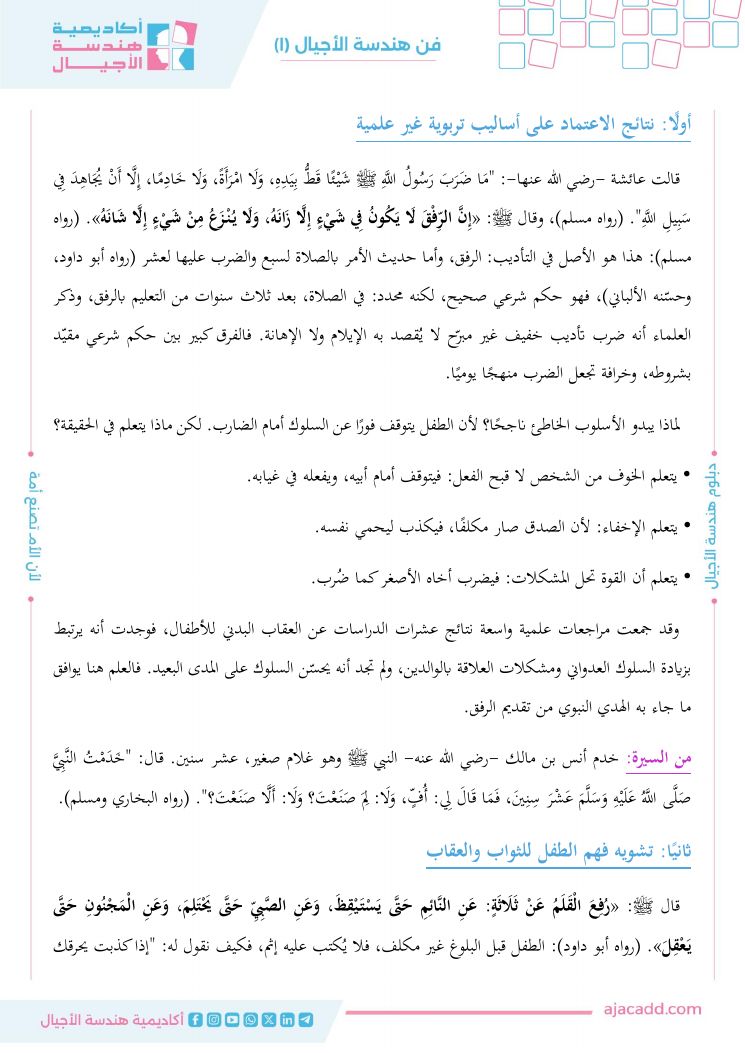 أكاديمية
هندسة
الأجيال
فن هندسة الأجيال (١)
أولًا: نتائج الاعتماد على أساليب تربوية غير علمية
قالت عائشة -رضي الله عنها-: "مَا ضَرَبَ رَسُولُ اللَّهِ ﷺ شَيْئًا قَطُّ بِيَدِهِ، وَلَا امْرَأَةً، وَلَا خَادِمًا، إِلَّا أَنْ يُجَاهِدَ فِي
سَبِيلِ اللَّهِ". (رواه مسلم)، وقال ﷺ: «إِنَّ الرِّفْقَ لَا يَكُونُ فِي شَيْءٍ إِلَّا زَانَهُ، وَلَا يُنْزَعُ مِنْ شَيْءٍ إِلَّا شَانَهُ». (رواه
مسلم): هذا هو الأصل في التأديب: الرفق، وأما حديث الأمر بالصلاة لسبع والضرب عليها لعشر (رواه أبو داود،
وحسّنه الألباني)، فهو حكم شرعي صحيح، لكنه محدد: في الصلاة، بعد ثلاث سنوات من التعليم بالرفق، وذكر
العلماء أنه ضرب تأديب خفيف غير مبرّح لا يُقصد به الإيلام ولا الإهانة. فالفرق كبير بين حكم شرعي مقيّد
بشروطه، وخرافة تجعل الضرب منهجًا يوميًا.
لماذا يبدو الأسلوب الخاطئ ناجحًا؟ لأن الطفل يتوقف فورًا عن السلوك أمام الضارب. لكن ماذا يتعلم في الحقيقة؟
• يتعلم الخوف من الشخص لا قبح الفعل: فيتوقف أمام أبيه، ويفعله في غيابه.
• يتعلم الإخفاء: لأن الصدق صار مكلفًا، فيكذب ليحمي نفسه.
• يتعلم أن القوة تحل المشكلات: فيضرب أخاه الأصغر كما ضُرب.
وقد جمعت مراجعات علمية واسعة نتائج عشرات الدراسات عن العقاب البدني للأطفال، فوجدت أنه يرتبط
بزيادة السلوك العدواني ومشكلات العلاقة بالوالدين، ولم تجد أنه يحسّن السلوك على المدى البعيد. فالعلم هنا يوافق
ما جاء به الهدي النبوي من تقديم الرفق.
من السيرة: خدم أنس بن مالك -رضي الله عنه- النبي ﷺ وهو غلام صغير، عشر سنين. قال: "خَدَمْتُ النَّبِيَّ
صَلَّى اللَّهُ عَلَيْهِ وَسَلَّمَ عَشْرَ سِنِينَ، فَمَا قَالَ لِي: أُفٍّ، وَلَا: لِمَ صَنَعْتَ؟ وَلَا: أَلَّا صَنَعْتَ؟". (رواه البخاري ومسلم).
ثانيًا: تشويه فهم الطفل للثواب والعقاب
قال ﷺ: «رُفِعَ الْقَلَمُ عَنْ ثَلَاثَةٍ: عَنِ النَّائِمِ حَتَّى يَسْتَيْقِظَ، وَعَنِ الصَّبِيِّ حَتَّى يَحْتَلِمَ، وَعَنِ الْمَجْنُونِ حَتَّى
يَعْقِلَ». (رواه أبو داود): الطفل قبل البلوغ غير مكلف، فلا يُكتب عليه إثم، فكيف نقول له: "إذا كذبت يحرقك
دبلوم هندسة الأجيال
لأن الأم تصنع أمة
ajacadd.com
أكاديمية هندسة الأجيال